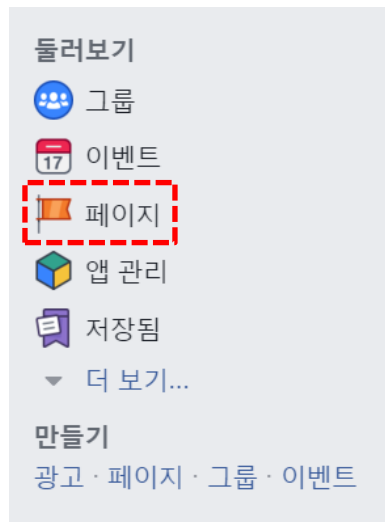 둘러보기
그룹
17 이벤트
페이지
앱 관리
저장됨
더 보기...
만들기
광고 · 페이지 · 그룹 · 이벤트